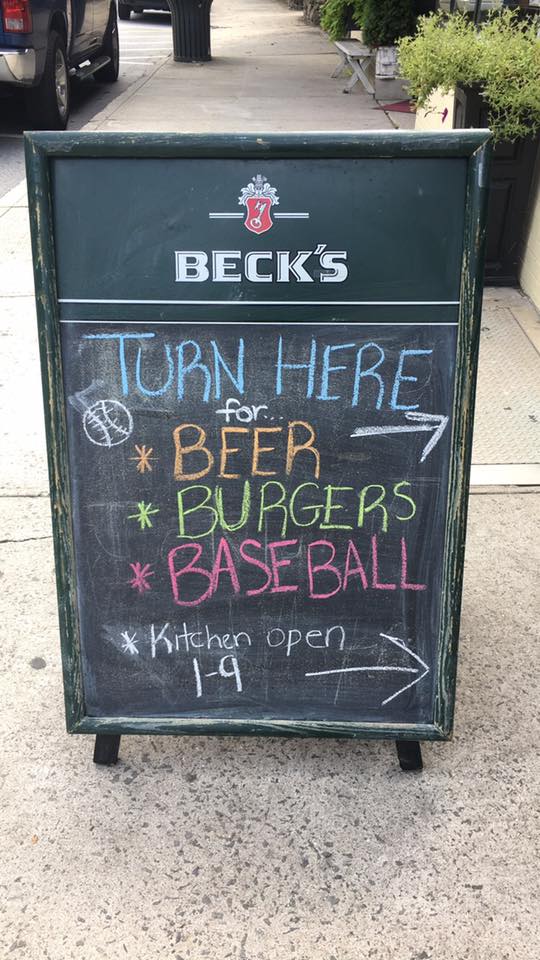 BECK'S
TURN HERE
for...
* BEER
* BURGERS
* BASEBALL
* Kitchen open
1-9